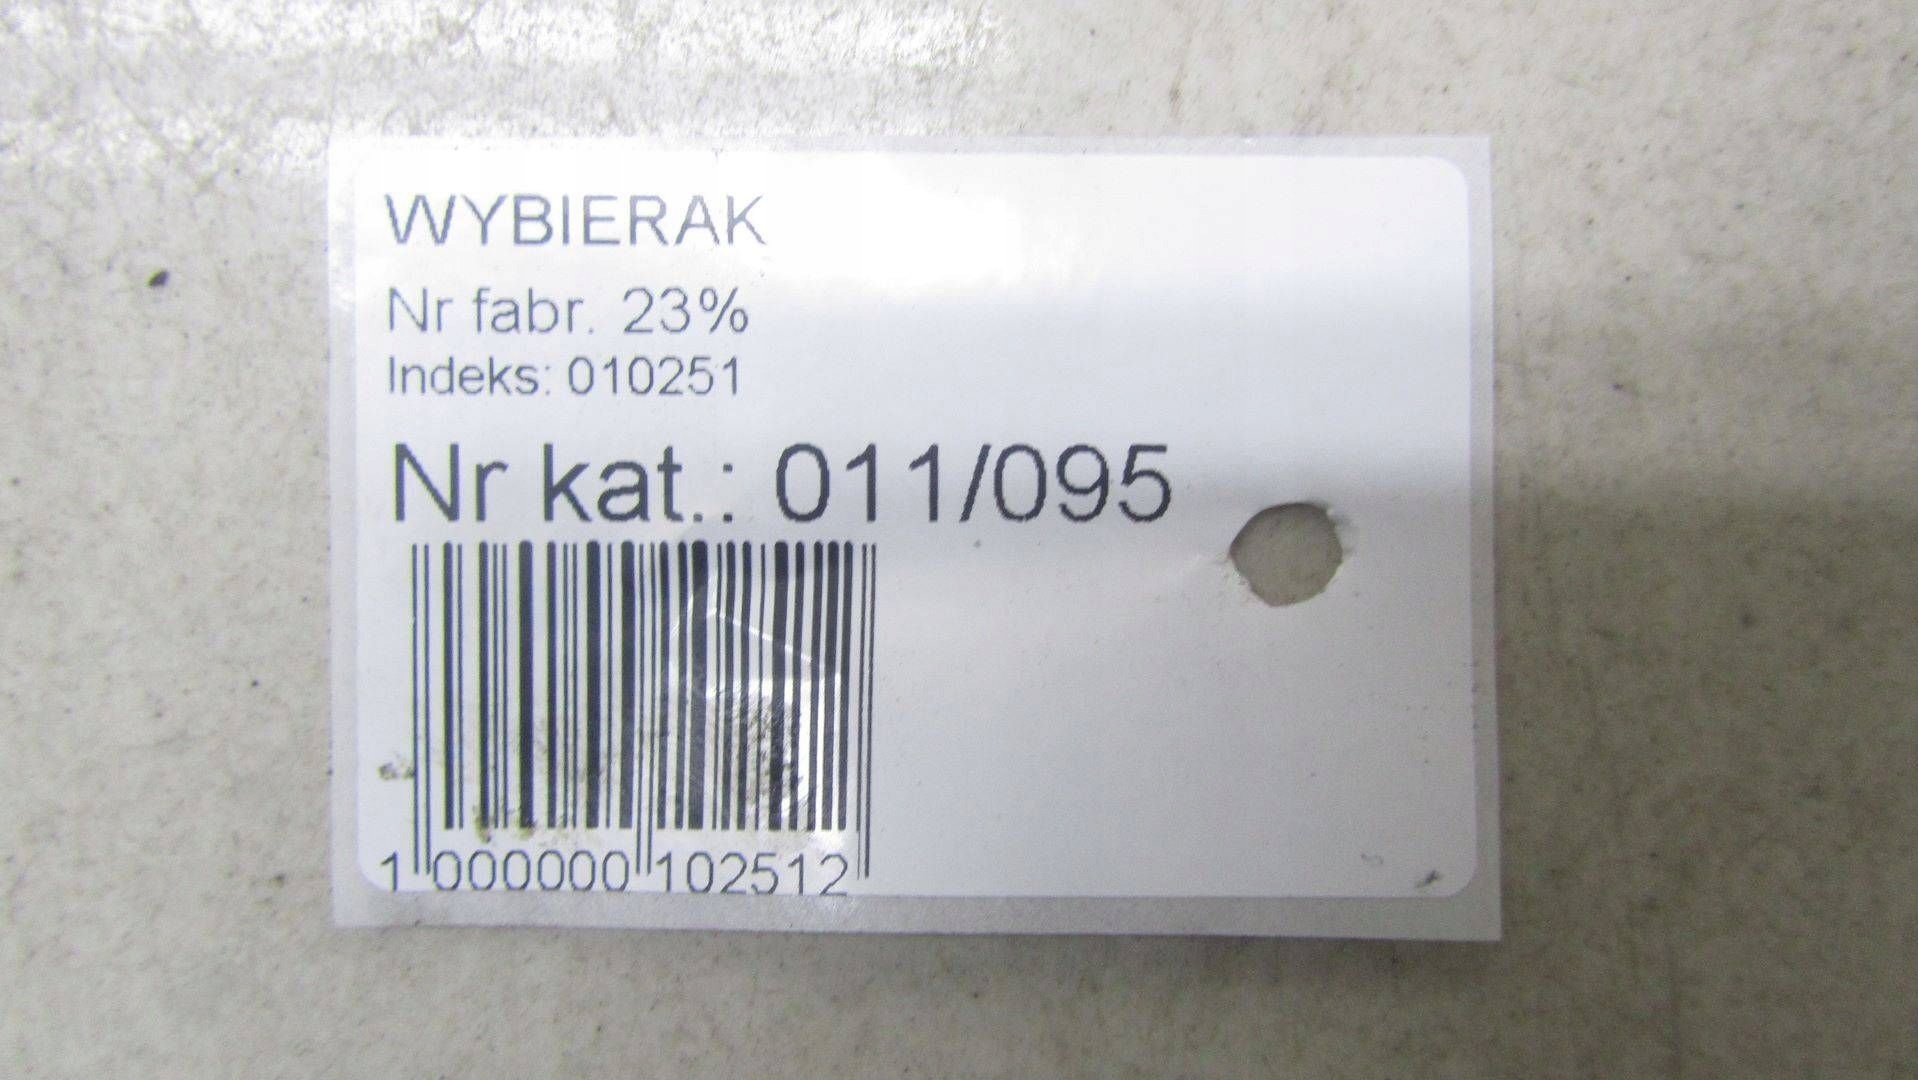 WYBIERAK
Nr fabr. 23%
Indeks: 010251
Nr kat.: 011/095
1 000000 102512